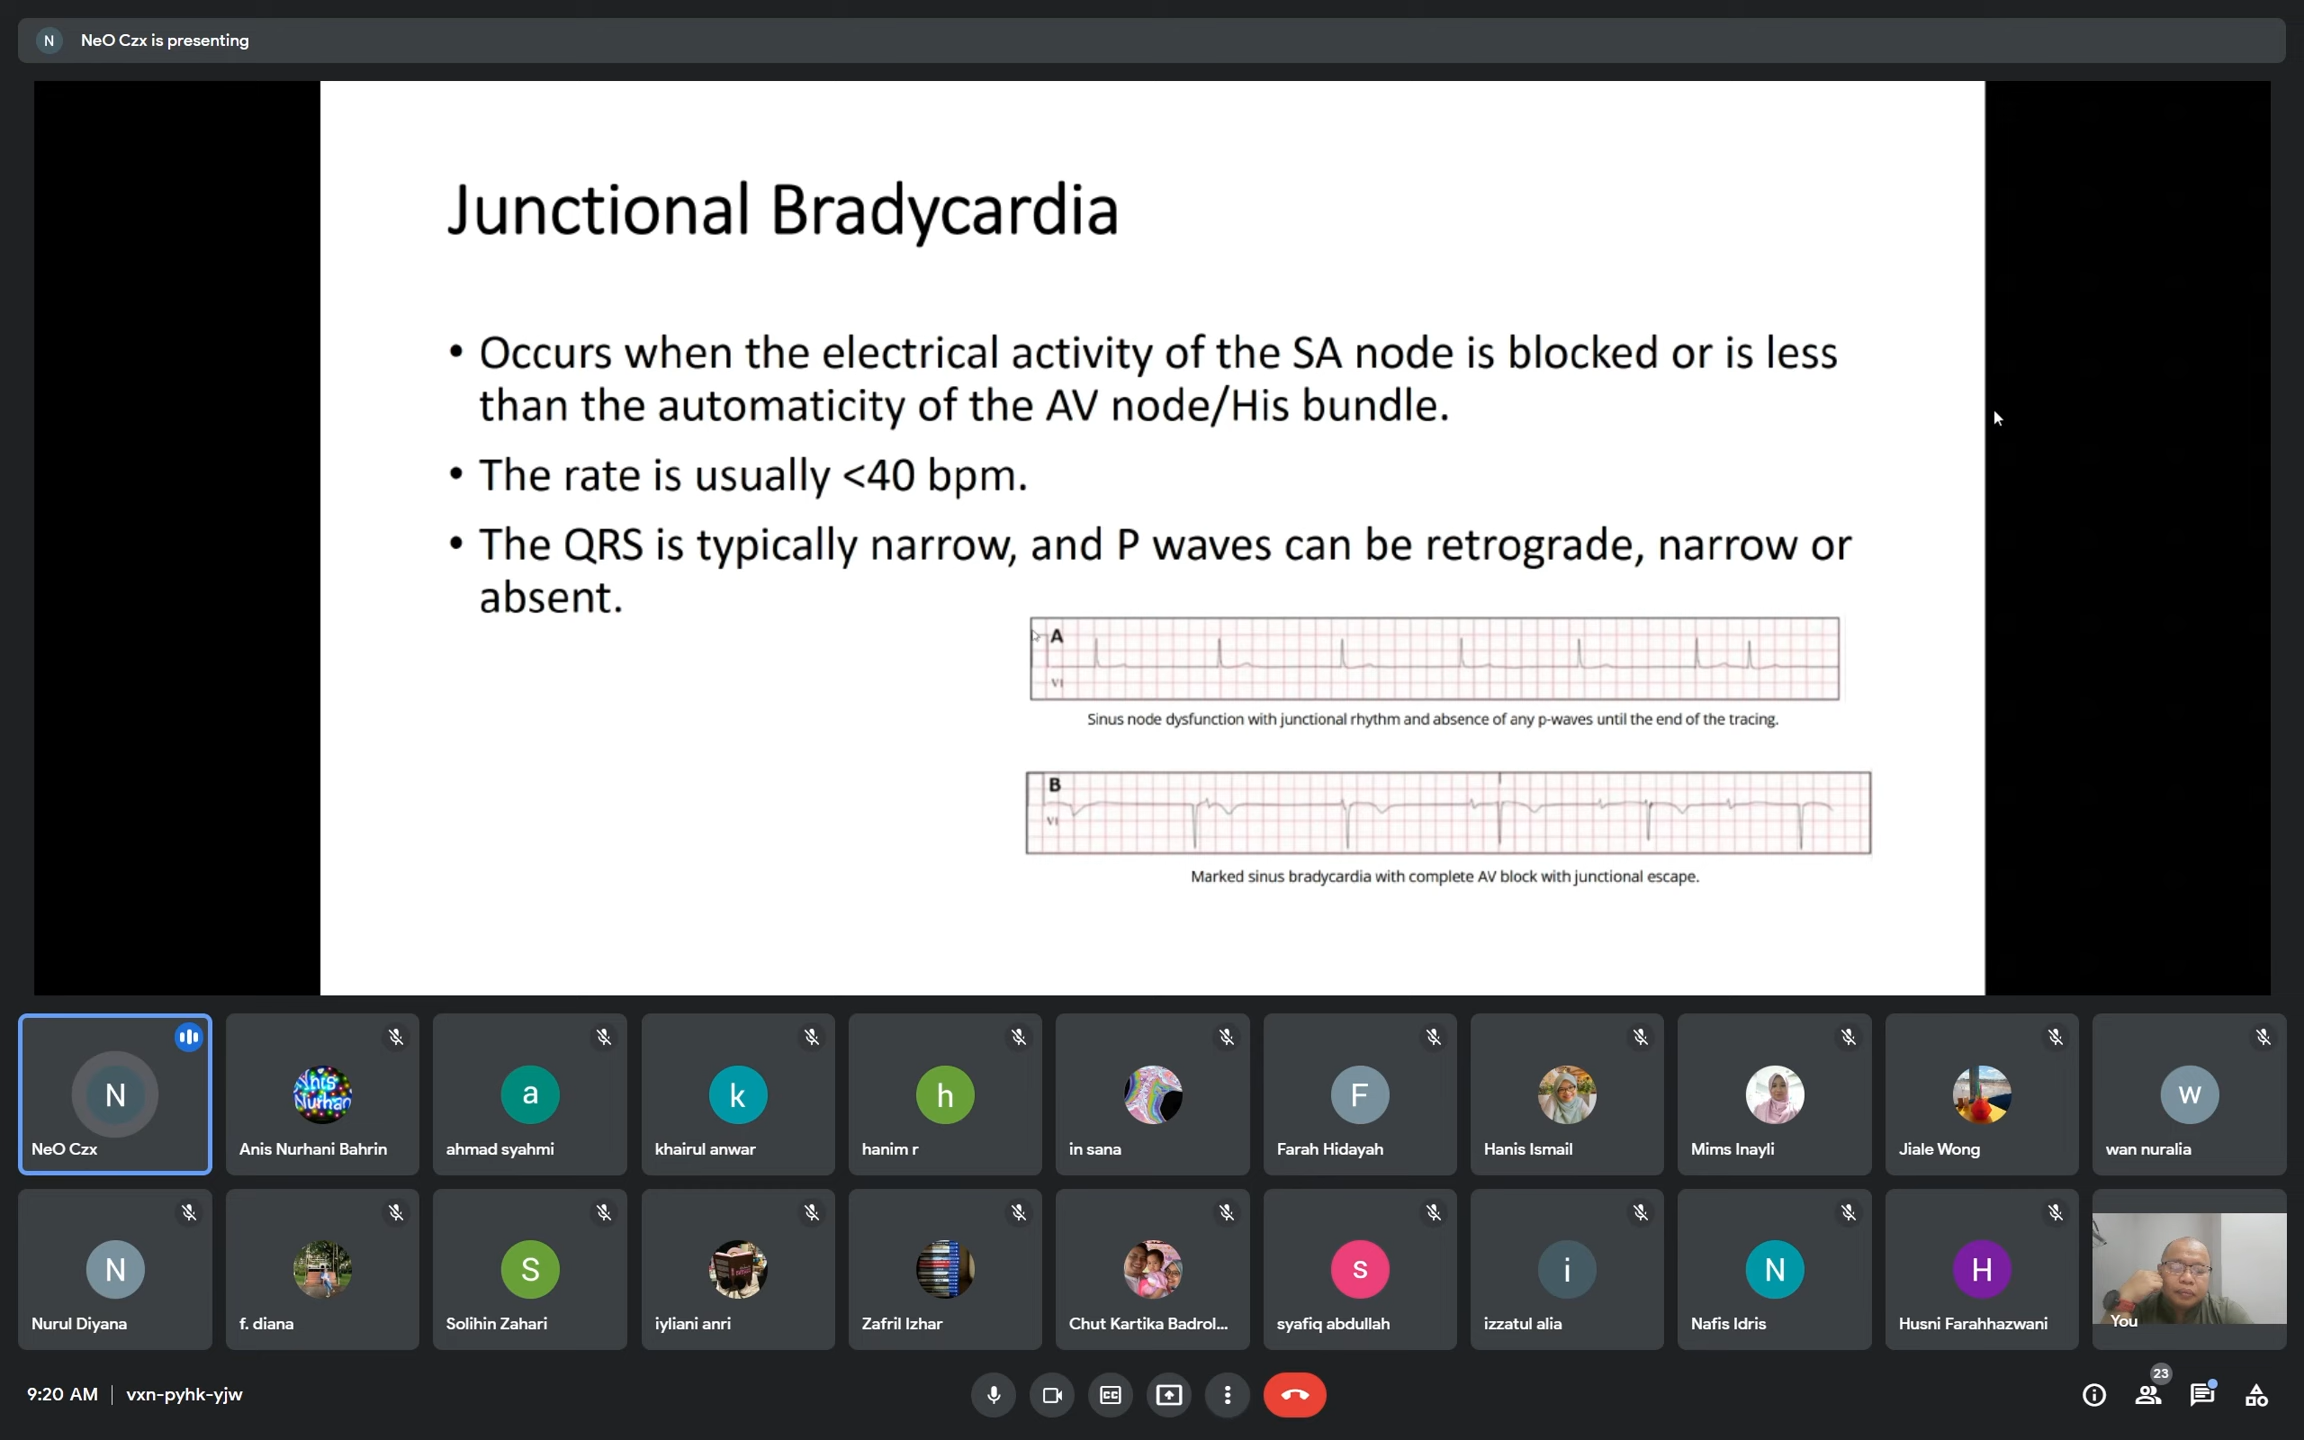 N NeO Czx is presenting
Junctional Bradycardia
• Occurs when the electrical activity of the SA node is blocked or is less
than the automaticity of the AV node/His bundle.
• The rate is usually <40 bpm.
• The QRS is typically narrow, and P waves can be retrograde, narrow or
absent.
A
VI
Sinus node dysfunction with junctional rhythm and absence of any p-waves until the end of the tracing.
B
VI
Marked sinus bradycardia with complete AV block with junctional escape.
N
NeO Czx
Anis Nurhani Bahrin
a
ahmad syahmi
k
khairul anwar
h
hanim r
in sana
F
Farah Hidayah
Hanis Ismail
Mims Inayli
Jiale Wong
w
wan nuralia
N
Nurul Diyana
f. diana
S
Solihin Zahari
iyliani anri
Zafril Izhar
Chut Kartika Badrol...
s
syafiq abdullah
i
izzatul alia
N
Nafis Idris
H
Husni Farahhazwani
You
9:20 AM | vxn-pyhk-yjw
CC
23